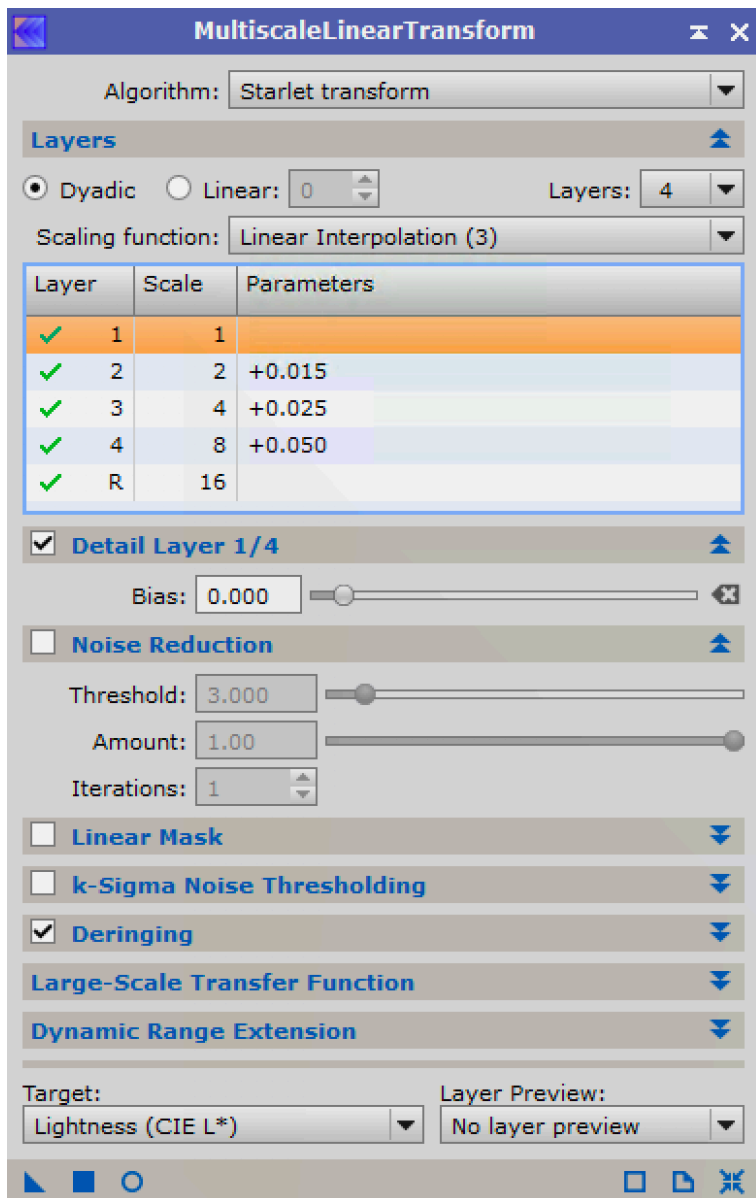 MultiscaleLinearTransform
Algorithm: Starlet transform
Layers
Dyadic Linear: 0 Layers: 4
Scaling function: Linear Interpolation (3)
Layer Scale Parameters
1 1
2 2 +0.015
3 4 +0.025
4 8 +0.050
R 16
Detail Layer 1/4
Bias: 0.000
Noise Reduction
Threshold: 3.000
Amount: 1.00
Iterations: 1
Linear Mask
k-Sigma Noise Thresholding
Deringing
Large-Scale Transfer Function
Dynamic Range Extension
Target: Layer Preview:
Lightness (CIE L*) No layer preview